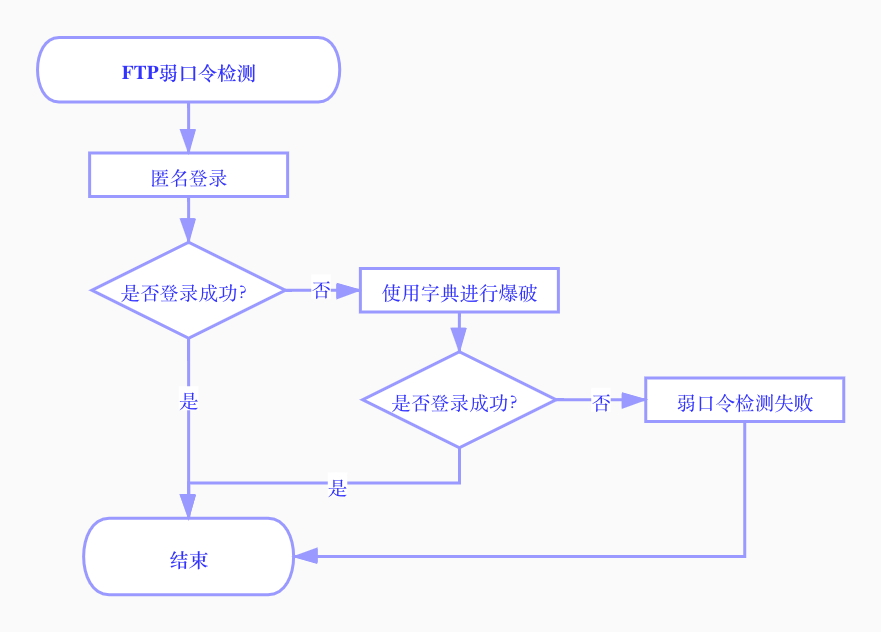 FTP弱口令检测
匿名登录
是否登录成功?
否
使用字典进行爆破
是
是否登录成功?
否
弱口令检测失败
是
结束